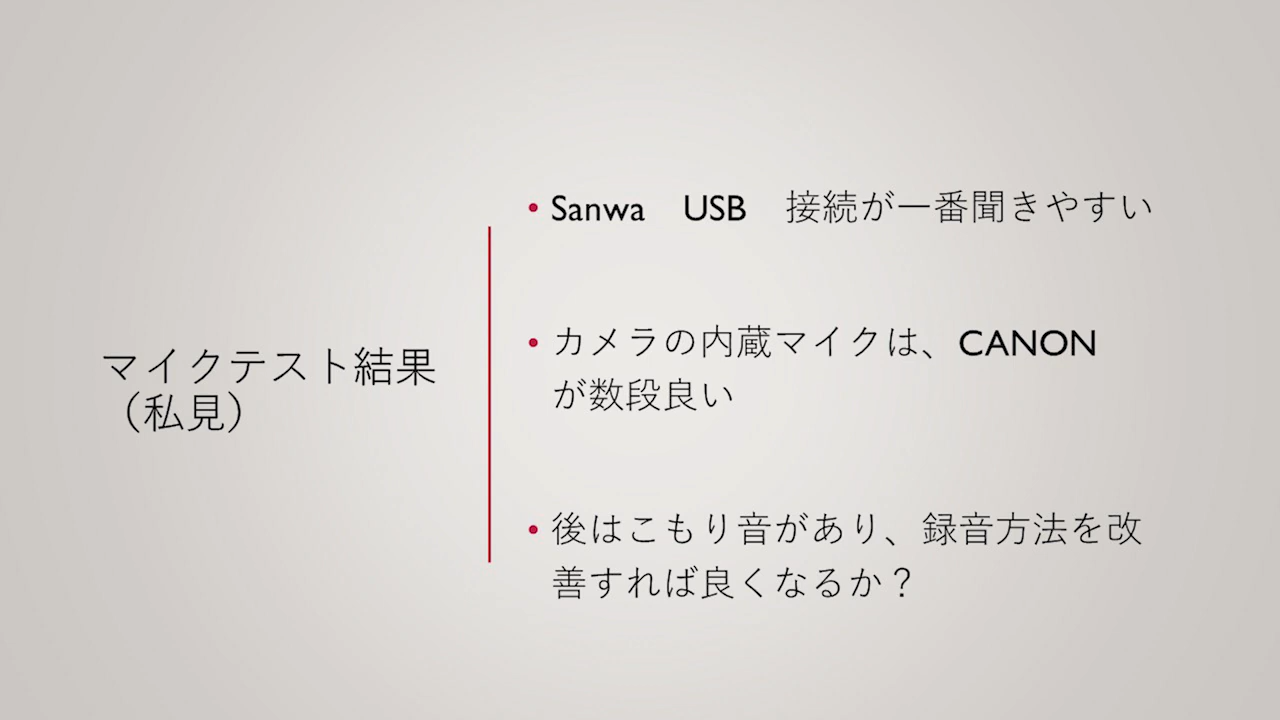 マイクテスト結果
（私見）
• Sanwa　USB　接続が一番聞きやすい
• カメラの内蔵マイクは、CANON
が数段良い
• 後はこもり音があり、録音方法を改
善すれば良くなるか？